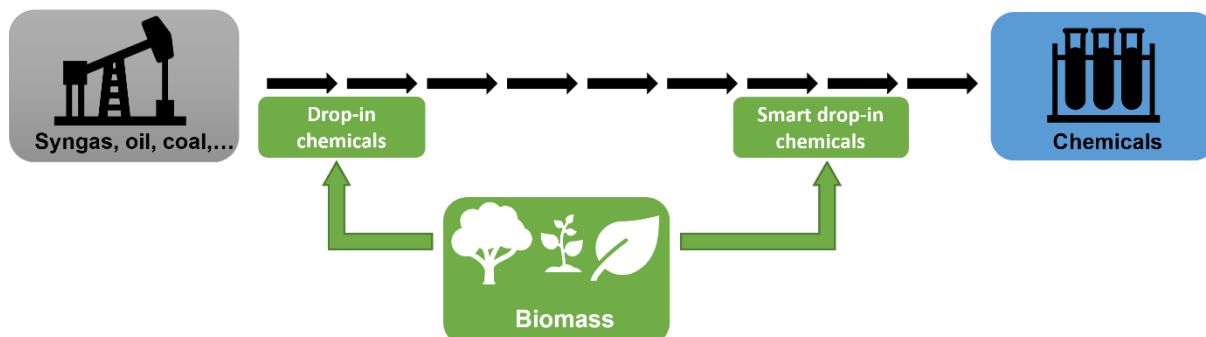 Syngas, oil, coal,...
Drop-in
chemicals
Smart drop-in
chemicals
Chemicals
Biomass